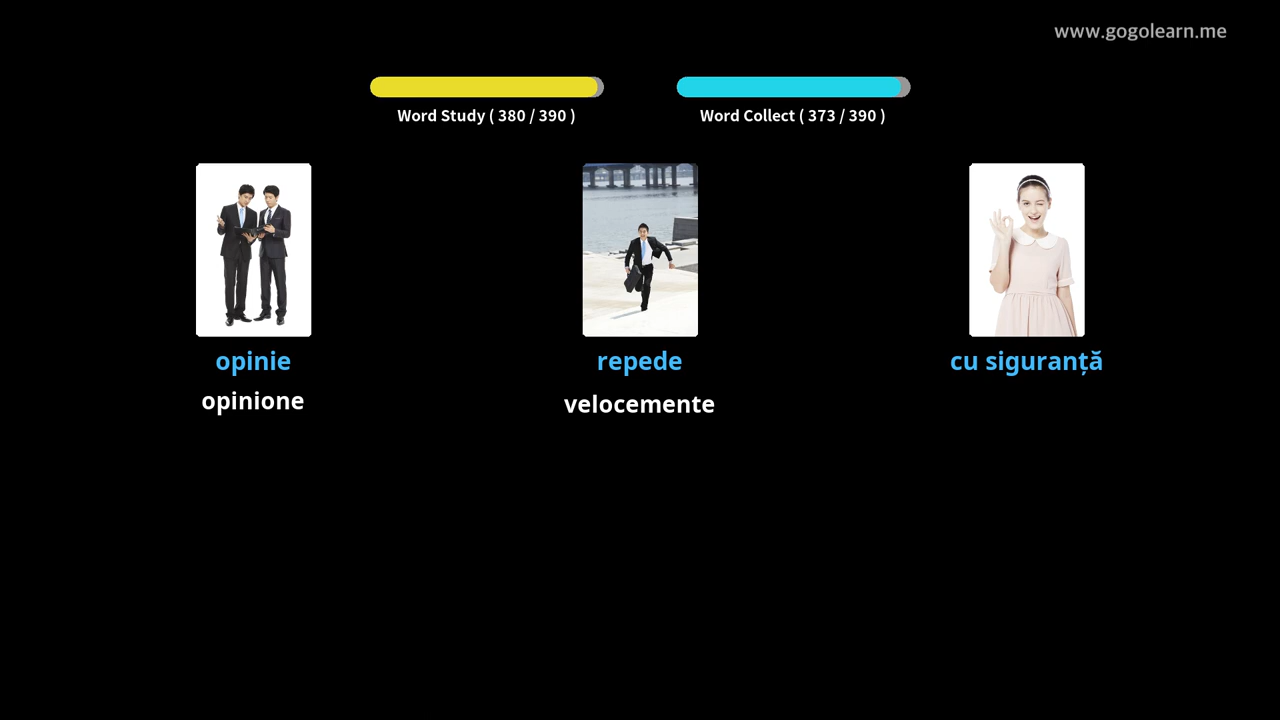 www.gogolearn.me
Word Study ( 380 / 390 )
Word Collect ( 373 / 390 )
opinie
repede
cu siguranță
opinione
velocemente